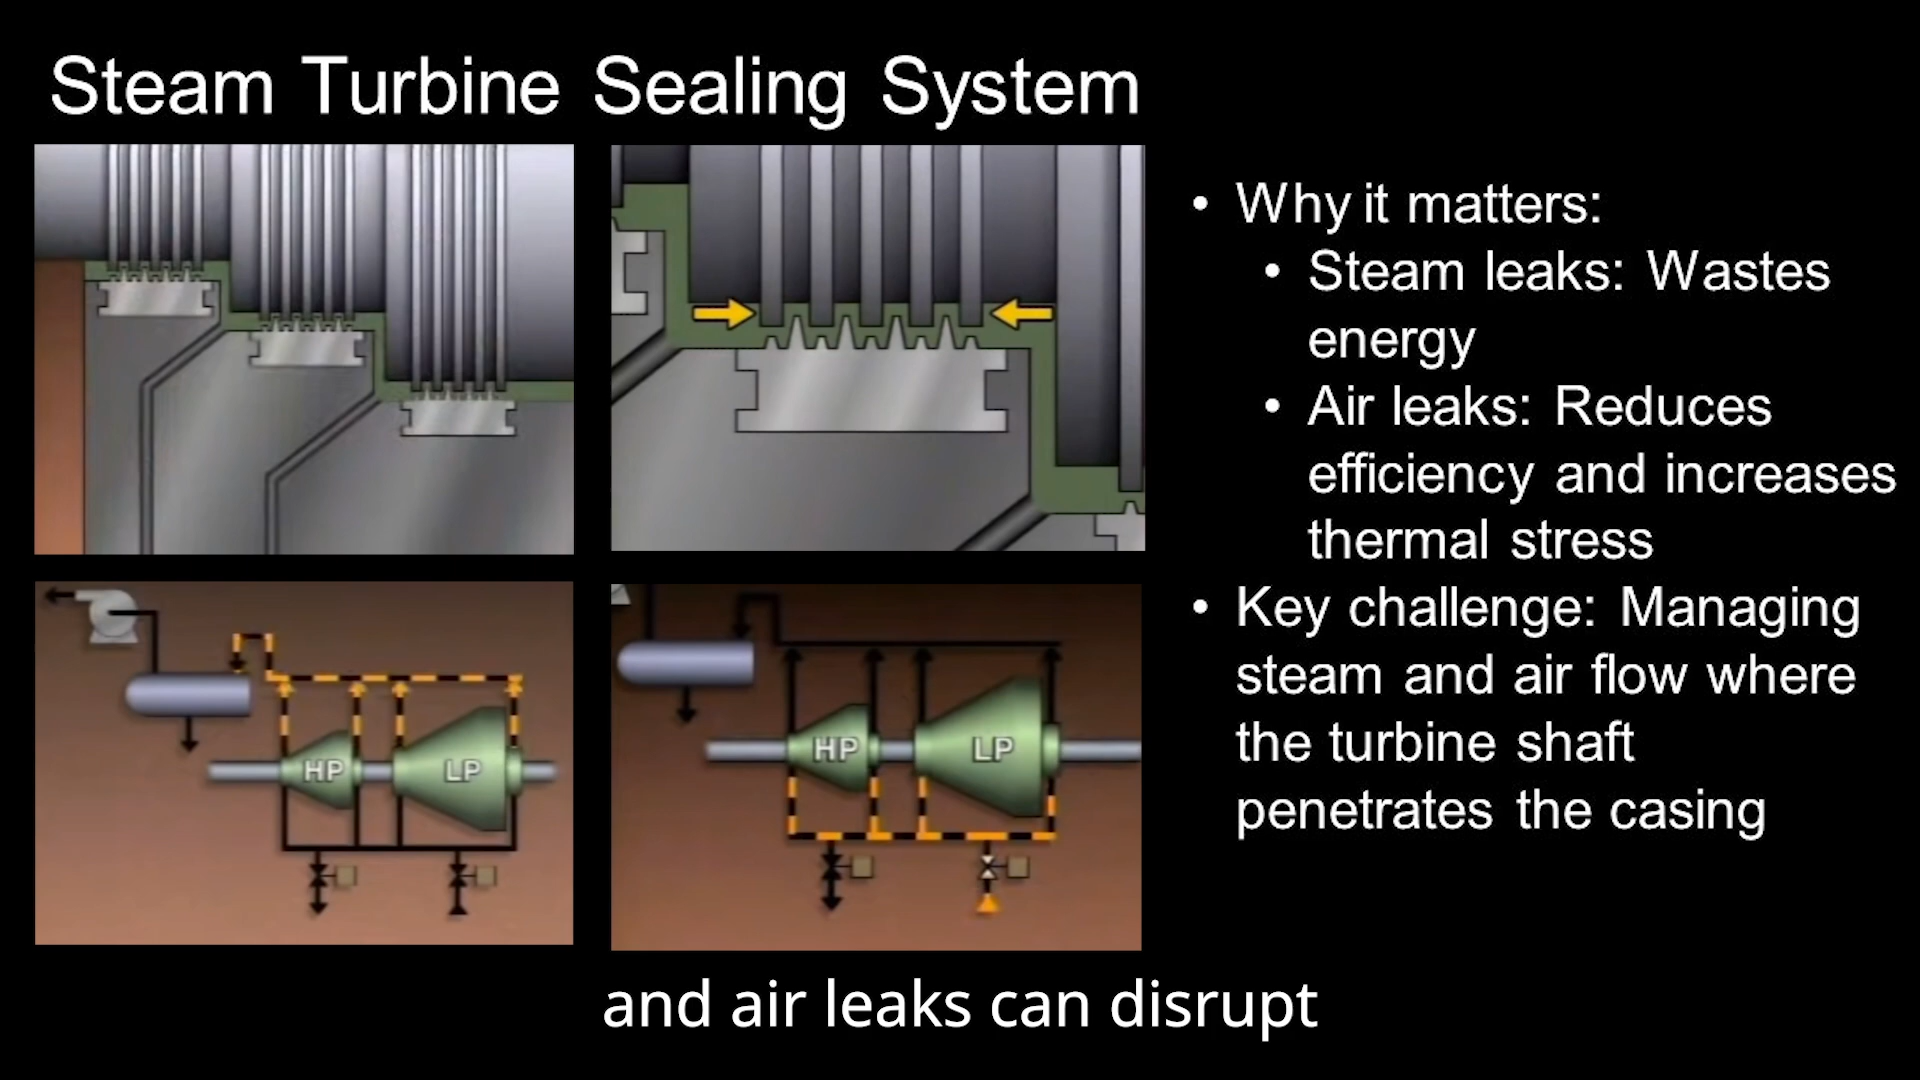 Steam Turbine Sealing System
• Why it matters:
• Steam leaks: Wastes
energy
• Air leaks: Reduces
efficiency and increases
thermal stress
• Key challenge: Managing
steam and air flow where
the turbine shaft
penetrates the casing
HP LP
HP LP
and air leaks can disrupt